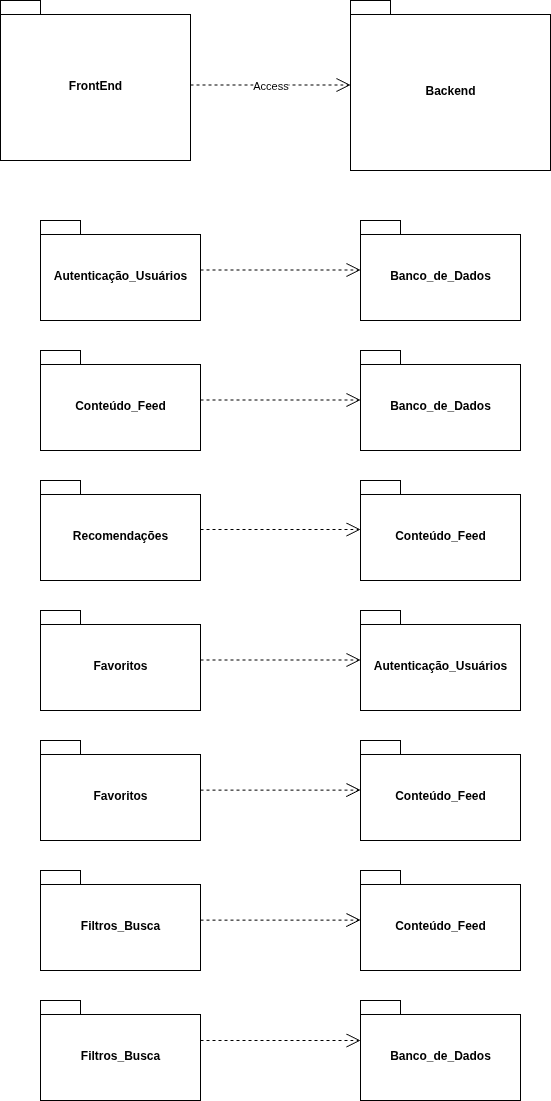 FrontEnd
Access
Backend
Autenticação_Usuários
Banco_de_Dados
Conteúdo_Feed
Banco_de_Dados
Recomendações
Conteúdo_Feed
Favoritos
Autenticação_Usuários
Favoritos
Conteúdo_Feed
Filtros_Busca
Conteúdo_Feed
Filtros_Busca
Banco_de_Dados